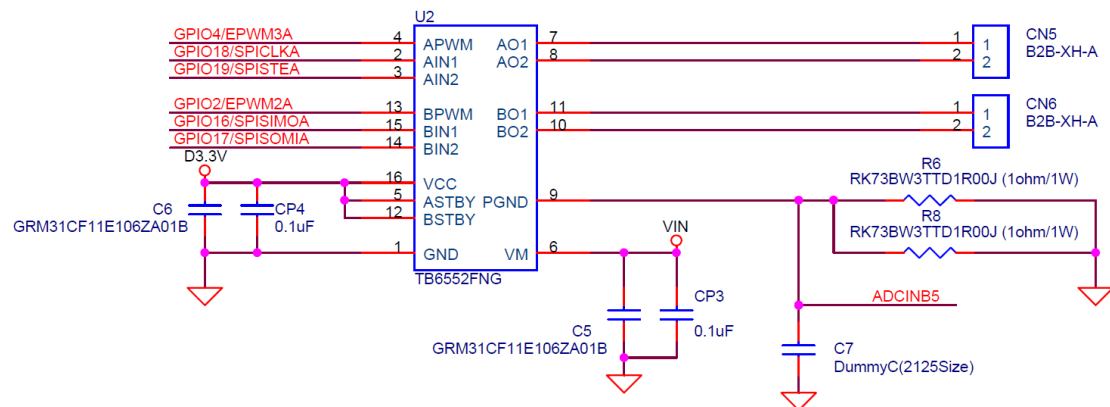 U2
GPIO4/EPWM3A 4 APWM AO1 7 1 1 CN5
GPIO18/SPICLKA 2 AIN1 AO2 8 2 2 B2B-XH-A
GPIO19/SPISTEA 3 AIN2
GPIO2/EPWM2A 13 BPWM BO1 11 1 1 CN6
GPIO16/SPISIMOA 15 BIN1 BO2 10 2 2 B2B-XH-A
GPIO17/SPISOMIA 14 BIN2
D3.3V
R6
16 VCC
RK73BW3TTD1R00J (1ohm/1W)
5 ASTBY PGND 9
C6 CP4 12 BSTBY
R8
GRM31CF11E106ZA01B 0.1uF
RK73BW3TTD1R00J (1ohm/1W)
VIN
1 GND VM 6
TB6552FNG
CP3
ADCINB5
C5 0.1uF
GRM31CF11E106ZA01B
C7
DummyC(2125Size)